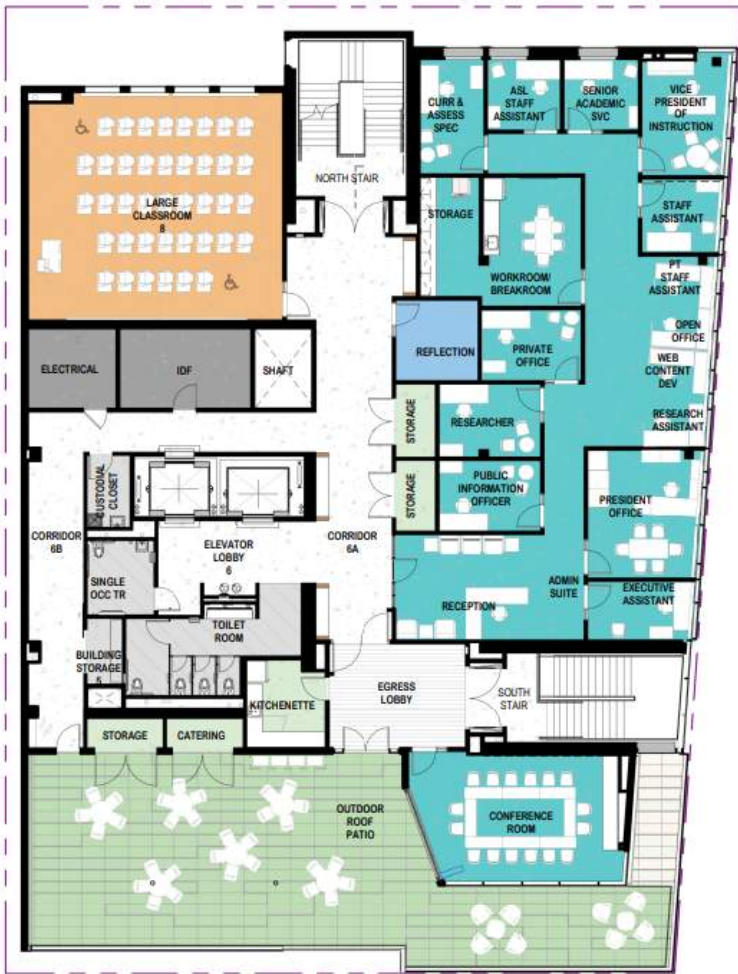 CURR &
ASSESS
SPEC
ASL
STAFF
ASSISTANT
SENIOR
ACADEMIC
SVC
VICE
PRESIDENT
OF
INSTRUCTION
LARGE
CLASSROOM
8
NORTH STAIR
STORAGE
STAFF
ASSISTANT
WORKROOM/
BREAKROOM
PT
STAFF
ASSISTANT
OPEN
OFFICE
WEB
CONTENT
DEV
RESEARCH
ASSISTANT
ELECTRICAL
IDF
SHAFT
REFLECTION
PRIVATE
OFFICE
STORAGE
RESEARCHER
CUSTODIAL
CLOSET
STORAGE
PUBLIC
INFORMATION
OFFICER
PRESIDENT
OFFICE
CORRIDOR
6B
ELEVATOR
LOBBY
6
CORRIDOR
6A
SINGLE
OCC TR
TOILET
ROOM
RECEPTION
ADMIN
SUITE
EXECUTIVE
ASSISTANT
BUILDING
STORAGE
5
KITCHENETTE
EGRESS
LOBBY
SOUTH
STAIR
STORAGE
CATERING
OUTDOOR
ROOF
PATIO
CONFERENCE
ROOM